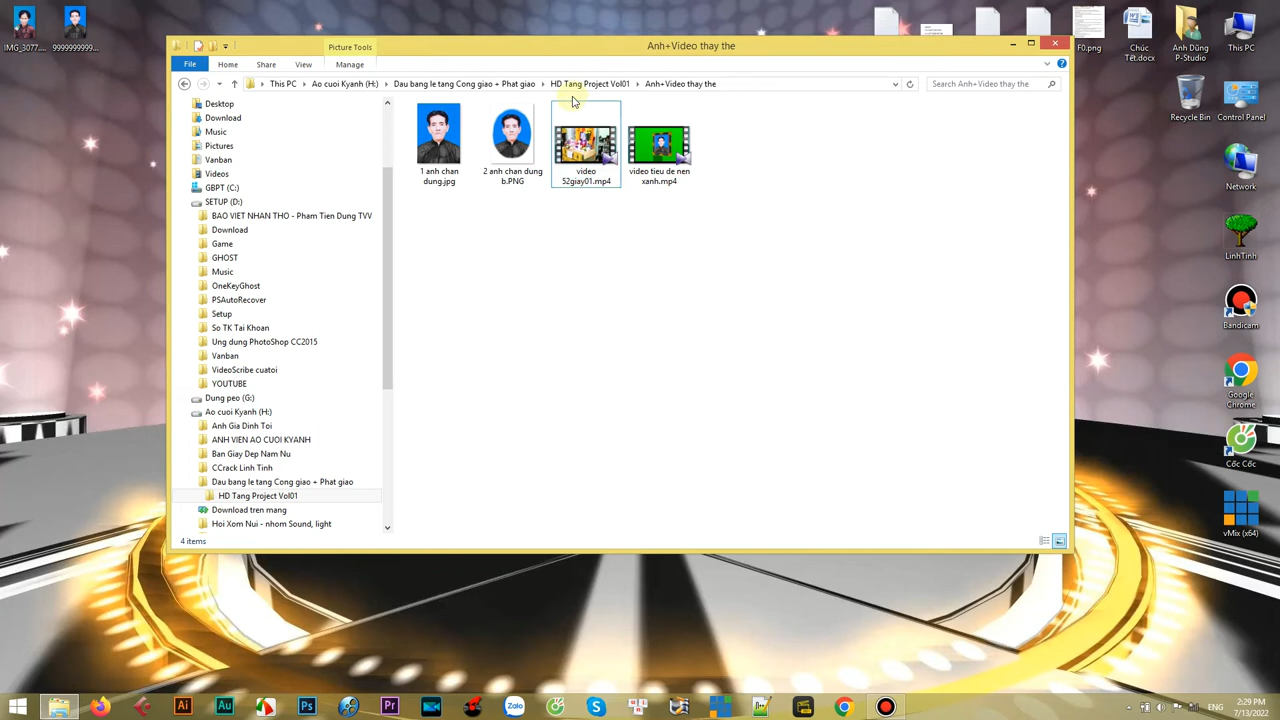 IMG_3077....
9999999999...
F0.png
Chúc
Tết.docx
Anh Dũng
P-Studio
This PC
Picture Tools
Anh+Video thay the
File
Home
Share
View
Manage
This PC
Ao cuoi Kyanh (H:)
Dau bang le tang Cong giao + Phat giao
HD Tang Project Vol01
Anh+Video thay the
Search Anh+Video thay the
Desktop
Download
Music
Pictures
Vanban
Videos
GBPT (C:)
SETUP (D:)
BAO VIET NHAN THO - Pham Tien Dung TVV
Download
Game
GHOST
Music
OneKeyGhost
PSAutoRecover
Setup
So TK Tai Khoan
Ung dung PhotoShop CC2015
Vanban
VideoScribe cuatoi
YOUTUBE
Dung peo (G:)
Ao cuoi Kyanh (H:)
Anh Gia Dinh Toi
ANH VIEN AO CUOI KYANH
Ban Giay Dep Nam Nu
CCrack Linh Tinh
Dau bang le tang Cong giao + Phat giao
HD Tang Project Vol01
Download tren mang
Hoi Xom Nui - nhom Sound, light
1 anh chan
dung.jpg
2 anh chan dung
b.PNG
video
52giay01.mp4
video tieu de nen
xanh.mp4
4 items
Recycle Bin
Control Panel
Network
LinhTinh
Bandicam
Google
Chrome
Cốc Cốc
vMix (x64)
Ai
Au
Ps
Pr
Zalo
ENG
2:29 PM
7/13/2022